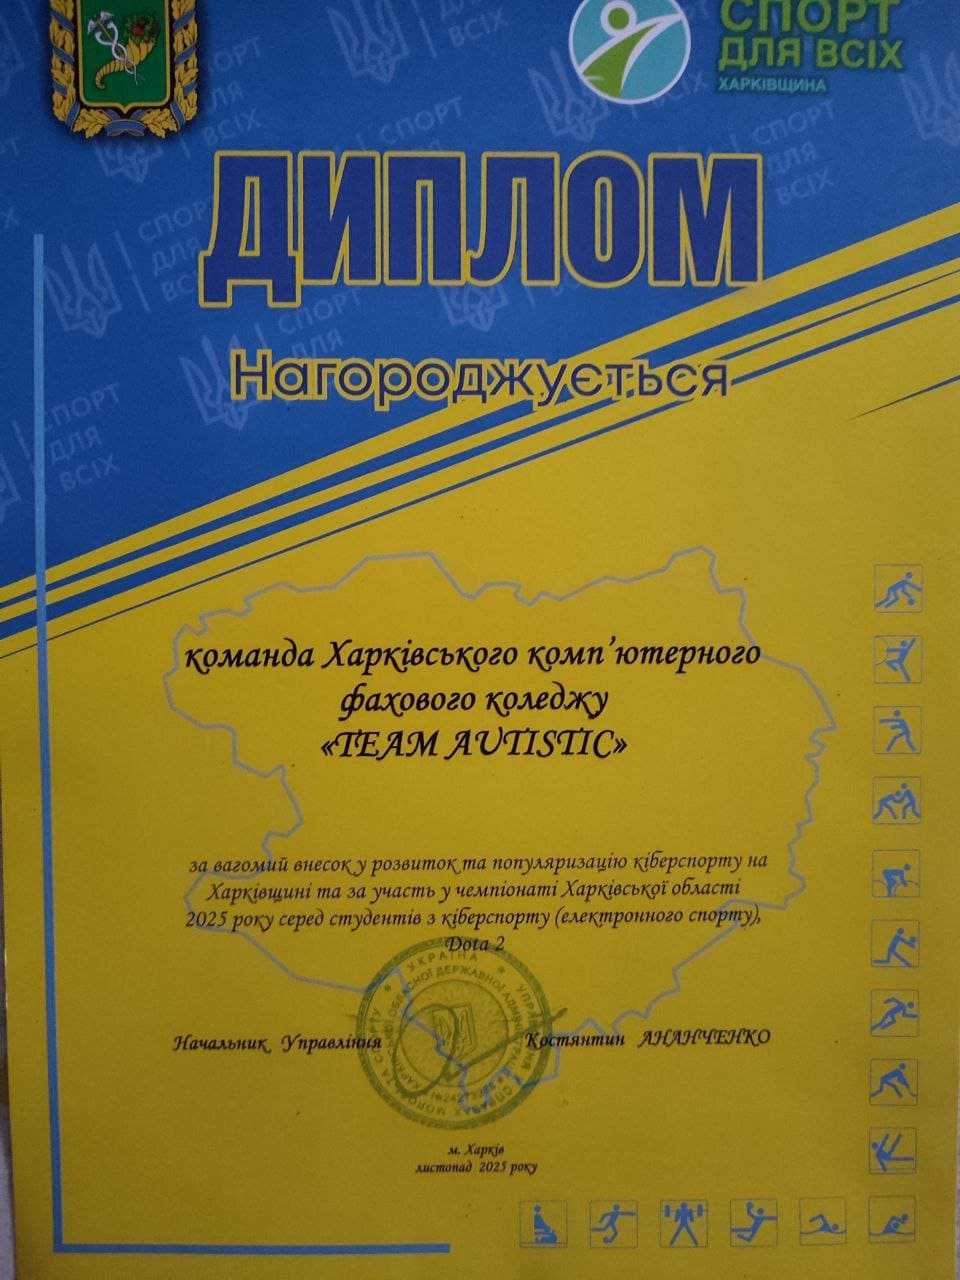 СПОРТ
ДЛЯ ВСІХ
ХАРКІВЩИНА
ДИПЛОМ
Нагороджується
команда Харківського комп’ютерного
фахового коледжу
«TEAM AUTISTIC»
за вагомий внесок у розвиток та популяризацію кіберспорту на
Харківщині та за участь у чемпіонаті Харківської області
2025 року серед студентів з кіберспорту (електронного спорту),
Dota 2
УКРАЇНА
Начальник Управління Костянтин АНАНЧЕНКО
м. Харків
листопад 2025 року